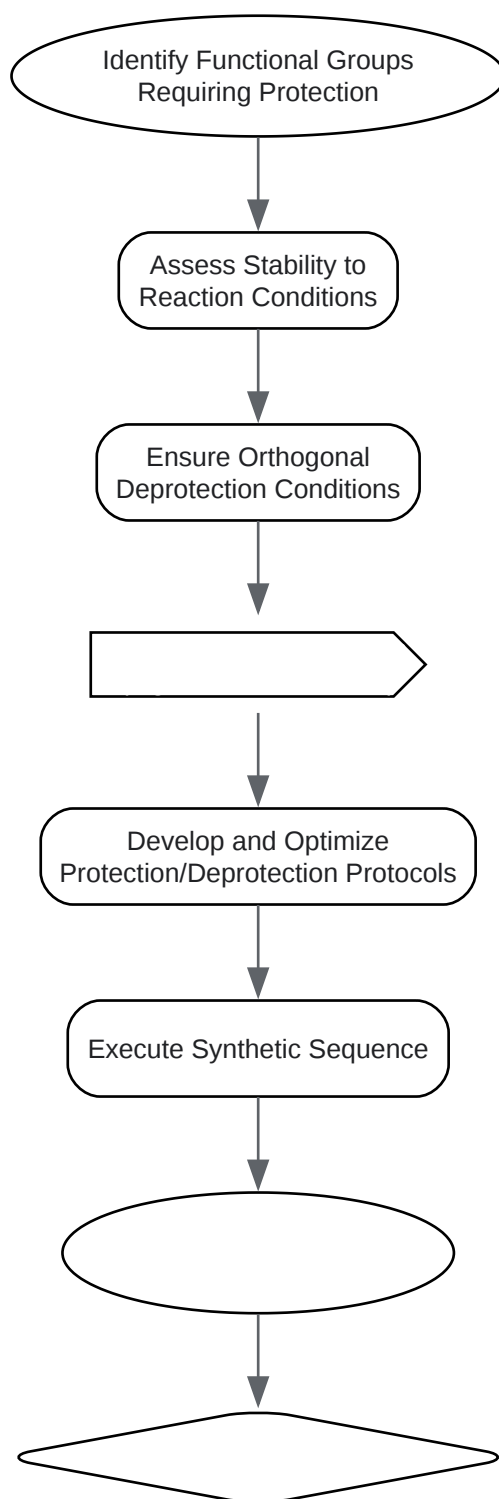 Identify Functional Groups
Requiring Protection
Assess Stability to
Reaction Conditions
Ensure Orthogonal
Deprotection Conditions
Develop and Optimize
Protection/Deprotection Protocols
Execute Synthetic Sequence